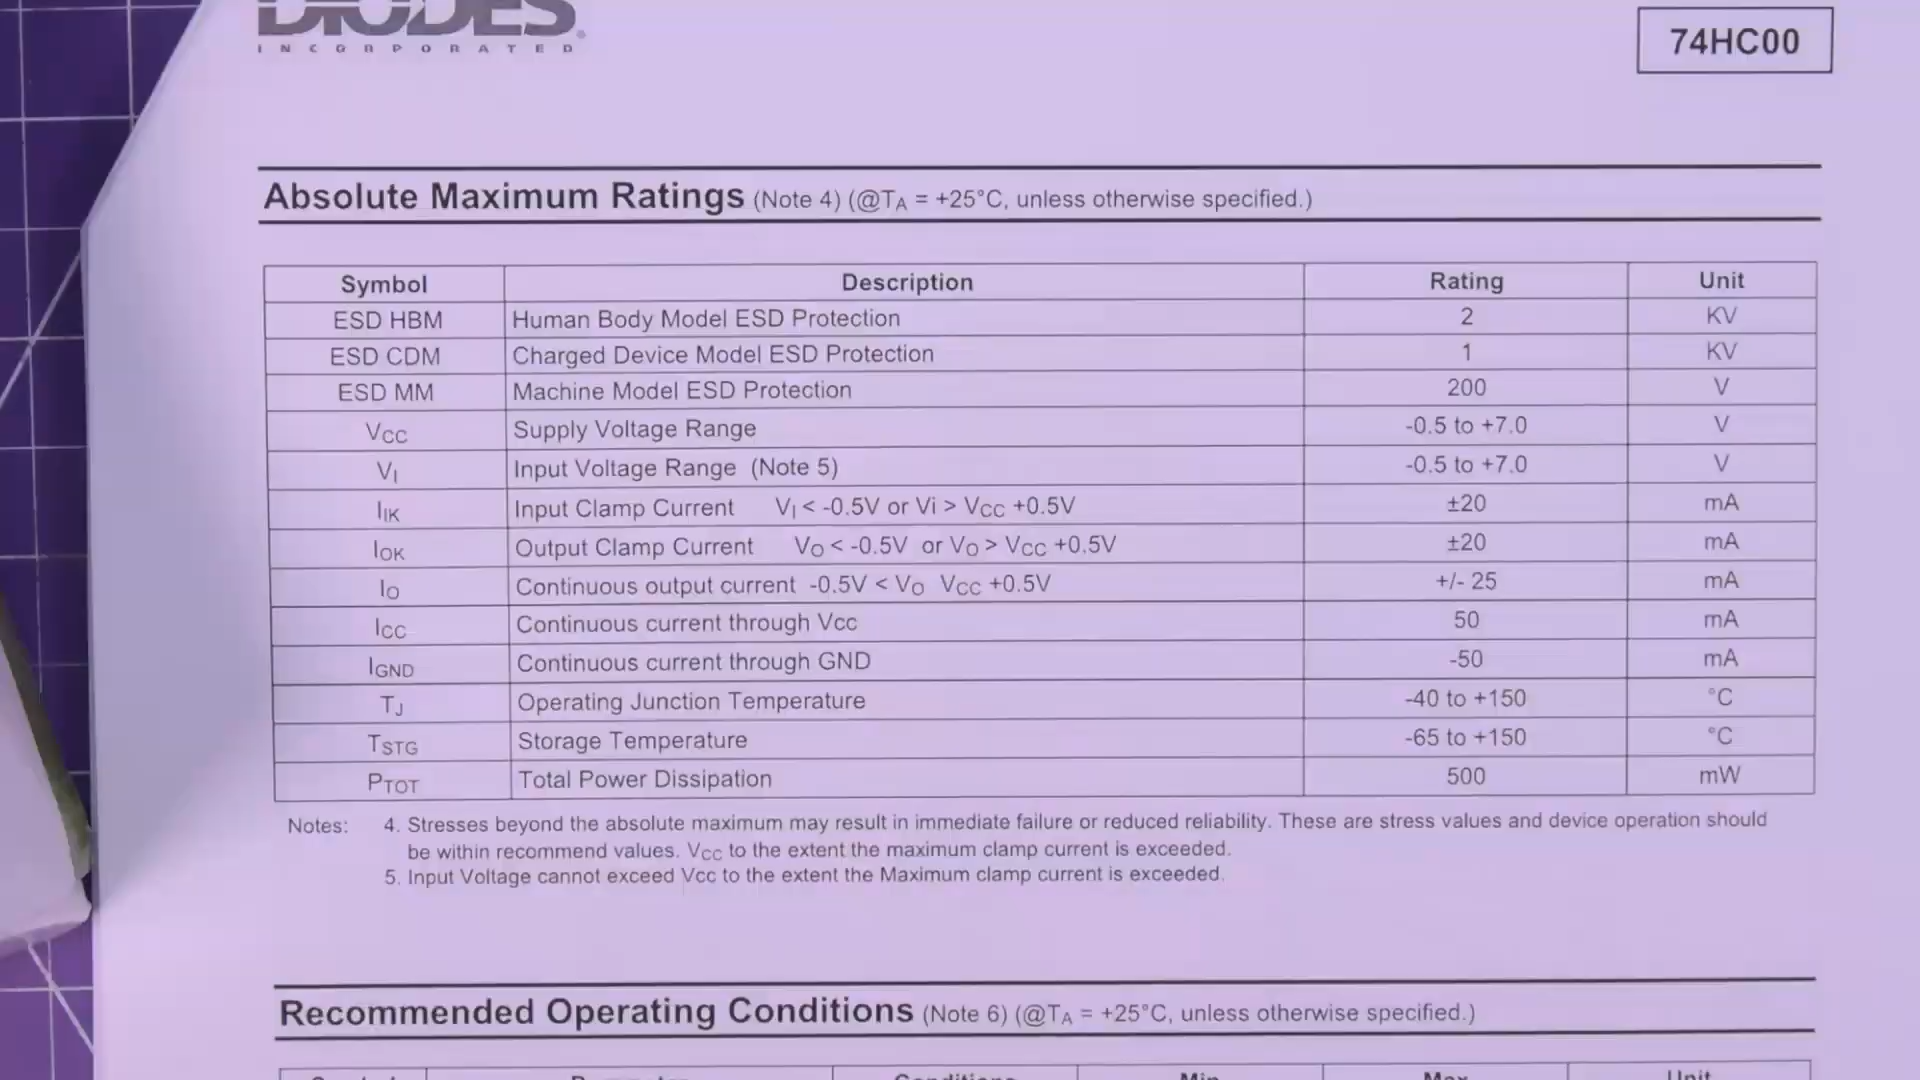 DIODES
INCORPORATED
74HC00
Absolute Maximum Ratings (Note 4) (@TA = +25°C, unless otherwise specified.)
Symbol Description Rating Unit
ESD HBM Human Body Model ESD Protection 2 KV
ESD CDM Charged Device Model ESD Protection 1 KV
ESD MM Machine Model ESD Protection 200 V
VCC Supply Voltage Range -0.5 to +7.0 V
VI Input Voltage Range (Note 5) -0.5 to +7.0 V
IIK Input Clamp Current VI < -0.5V or Vi > VCC +0.5V ±20 mA
IOK Output Clamp Current VO < -0.5V or VO > VCC +0.5V ±20 mA
IO Continuous output current -0.5V < VO VCC +0.5V +/- 25 mA
ICC Continuous current through Vcc 50 mA
IGND Continuous current through GND -50 mA
TJ Operating Junction Temperature -40 to +150 °C
TSTG Storage Temperature -65 to +150 °C
PTOT Total Power Dissipation 500 mW
Notes: 4. Stresses beyond the absolute maximum may result in immediate failure or reduced reliability. These are stress values and device operation should
be within recommend values. VCC to the extent the maximum clamp current is exceeded.
5. Input Voltage cannot exceed Vcc to the extent the Maximum clamp current is exceeded.
Recommended Operating Conditions (Note 6) (@TA = +25°C, unless otherwise specified.)
Conditions Min Max Unit